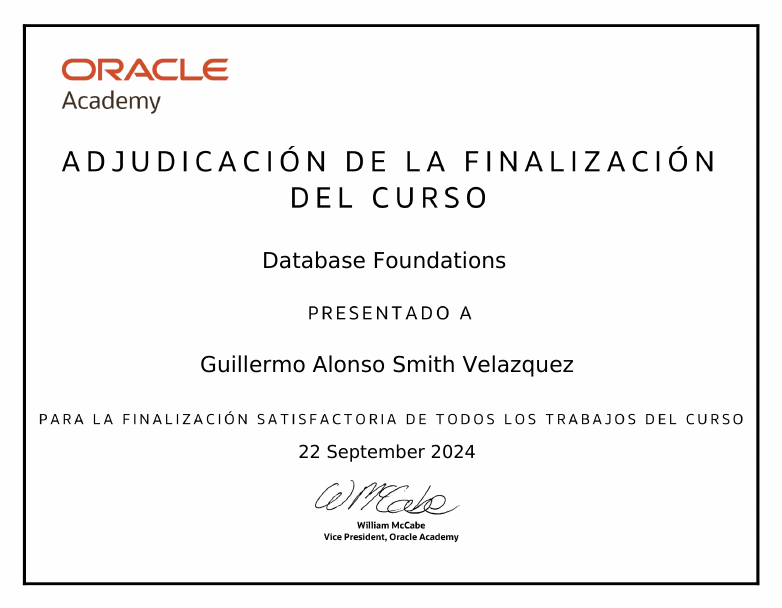 ORACLE
Academy
ADJUDICACIÓN DE LA FINALIZACIÓN
DEL CURSO
Database Foundations
PRESENTADO A
Guillermo Alonso Smith Velazquez
PARA LA FINALIZACIÓN SATISFACTORIA DE TODOS LOS TRABAJOS DEL CURSO
22 September 2024
WMcCabe
William McCabe
Vice President, Oracle Academy